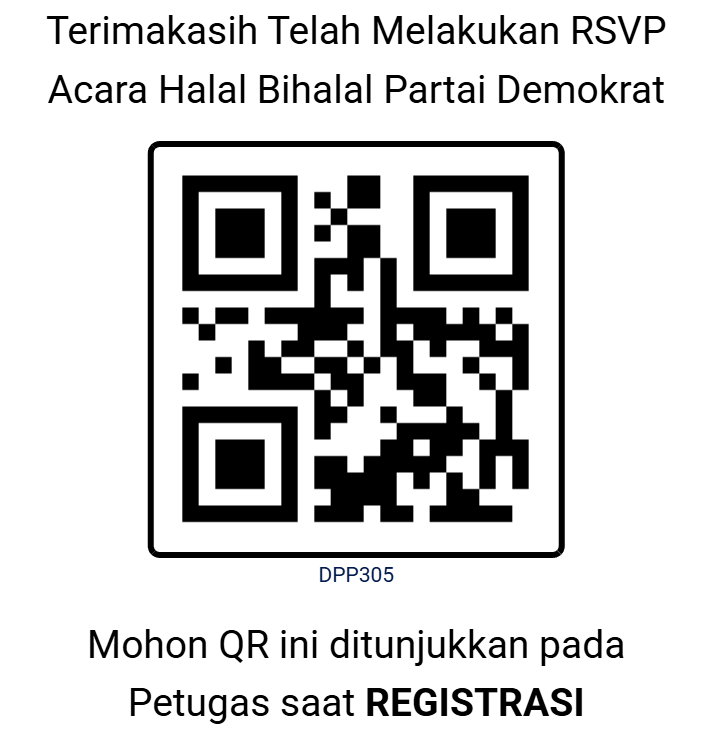 Terimakasih Telah Melakukan RSVP
Acara Halal Bihalal Partai Demokrat
DPP305
Mohon QR ini ditunjukkan pada
Petugas saat REGISTRASI